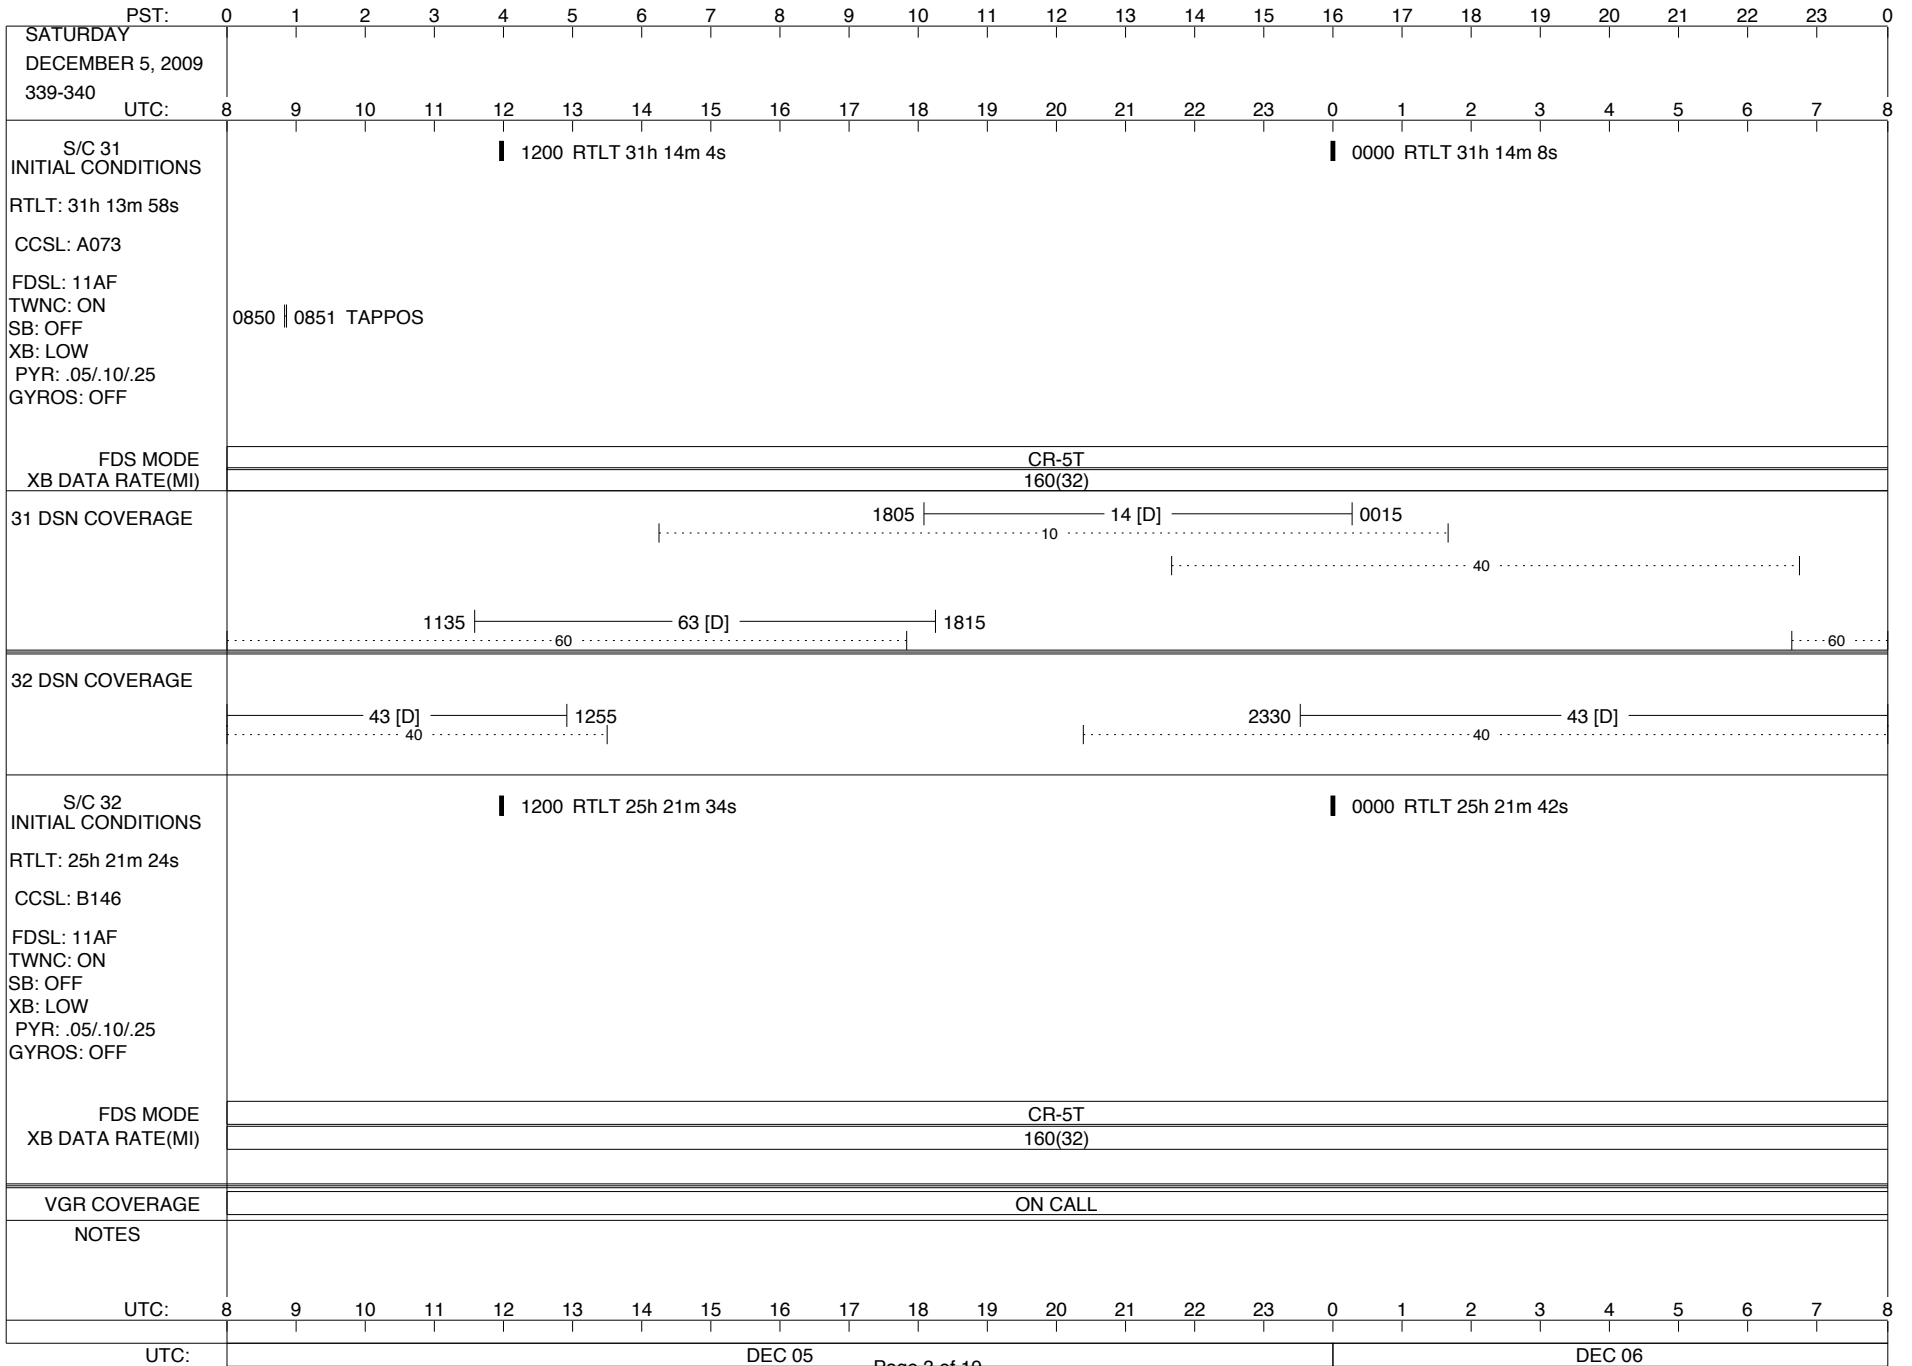 PST: 0 1 2 3 4 5 6 7 8 9 10 11 12 13 14 15 16 17 18 19 20 21 22 23 0
SATURDAY
DECEMBER 5, 2009
339-340
UTC: 8 9 10 11 12 13 14 15 16 17 18 19 20 21 22 23 0 1 2 3 4 5 6 7 8
S/C 31
INITIAL CONDITIONS
1200 RTLT 31h 14m 4s
0000 RTLT 31h 14m 8s
RTLT: 31h 13m 58s
CCSL: A073
FDSL: 11AF
TWNC: ON
SB: OFF
XB: LOW
PYR: .05/.10/.25
GYROS: OFF
0850 0851 TAPPOS
FDS MODE CR-5T
XB DATA RATE(MI) 160(32)
31 DSN COVERAGE
1805 14 [D] 0015
10
40
1135 63 [D] 1815
60 60
32 DSN COVERAGE
43 [D] 1255 2330 43 [D]
40 40
S/C 32
INITIAL CONDITIONS
1200 RTLT 25h 21m 34s
0000 RTLT 25h 21m 42s
RTLT: 25h 21m 24s
CCSL: B146
FDSL: 11AF
TWNC: ON
SB: OFF
XB: LOW
PYR: .05/.10/.25
GYROS: OFF
FDS MODE CR-5T
XB DATA RATE(MI) 160(32)
VGR COVERAGE ON CALL
NOTES
UTC: 8 9 10 11 12 13 14 15 16 17 18 19 20 21 22 23 0 1 2 3 4 5 6 7 8
UTC: DEC 05 DEC 06